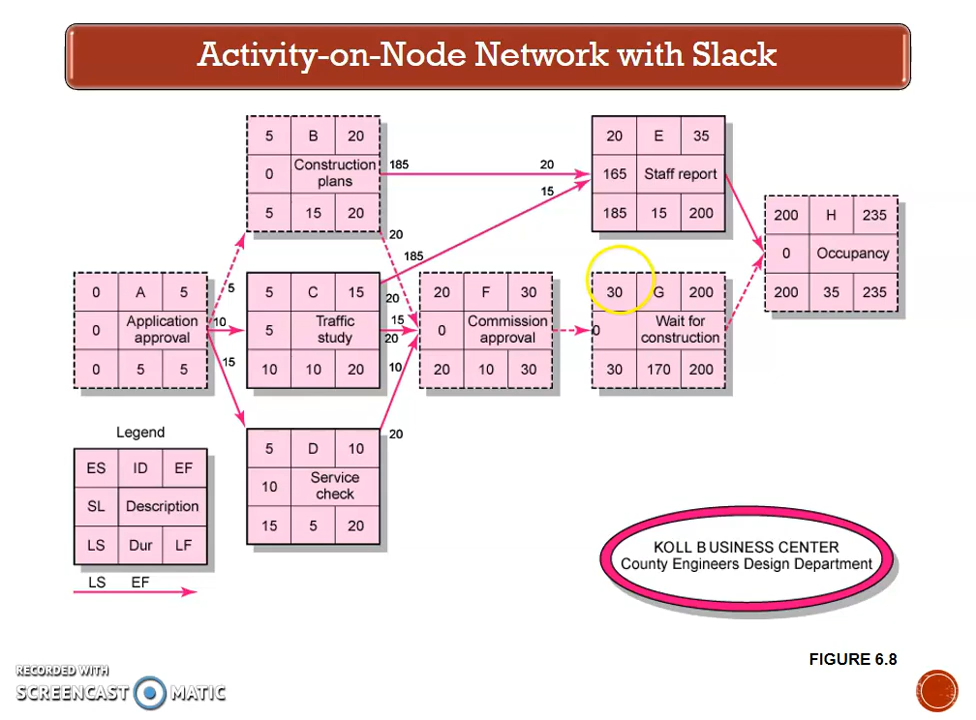 Activity-on-Node Network with Slack
5 B 20
0 Construction plans
5 15 20
185 20
15
20
185
20 E 35
165 Staff report
185 15 200
200 H 235
0 Occupancy
200 35 235
0 A 5
0 Application approval
0 5 5
5
10
15
5 C 15
5 Traffic study
10 10 20
20
15
20
10
20 F 30
0 Commission approval
20 10 30
30 G 200
0 Wait for construction
30 170 200
5 D 10
10 Service check
15 5 20
20
Legend
ES ID EF
SL Description
LS Dur LF
LS EF
KOLL BUSINESS CENTER
County Engineers Design Department
FIGURE 6.8
RECORDED WITH
SCREENCAST MATIC